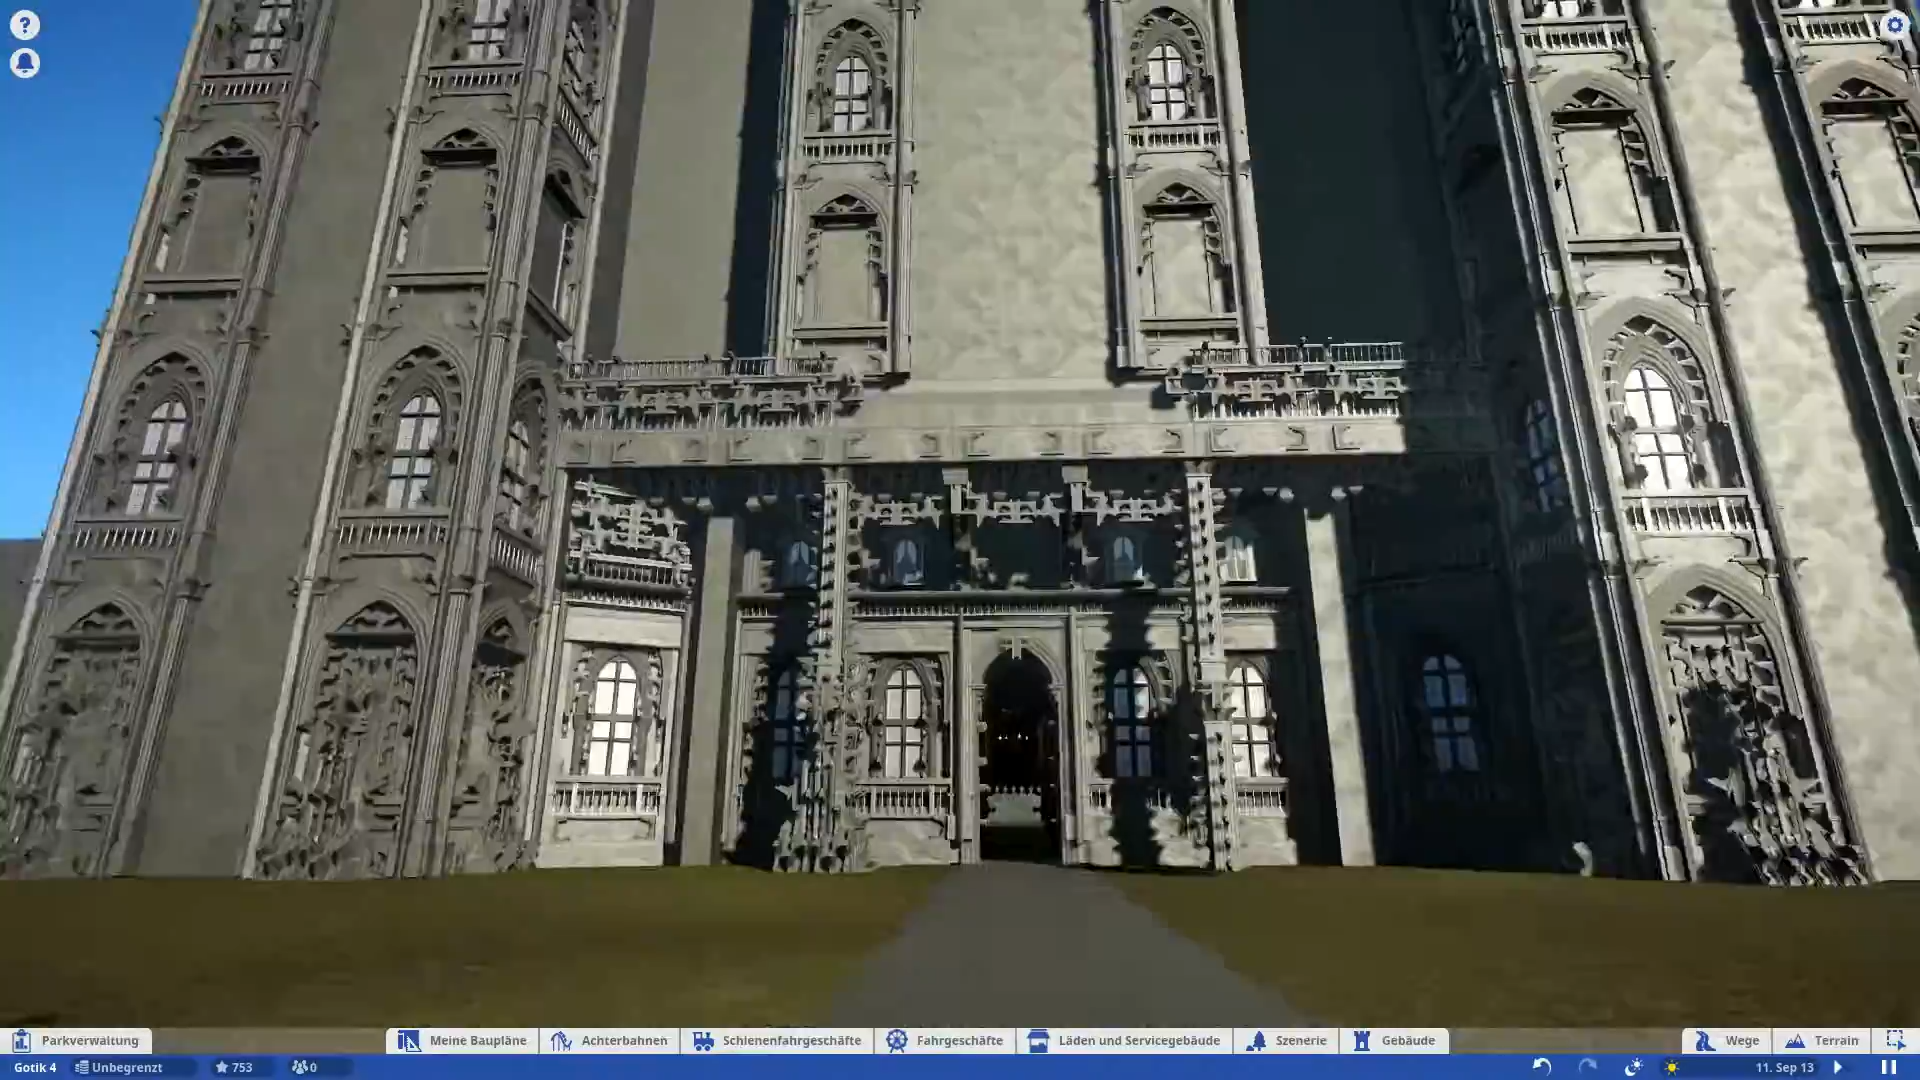 ?
Parkverwaltung
Meine Baupläne
Achterbahnen
Schienenfahrgeschäfte
Fahrgeschäfte
Läden und Servicegebäude
Szenerie
Gebäude
Wege
Terrain
Gotik 4
Unbegrenzt
753
0
11. Sep 13